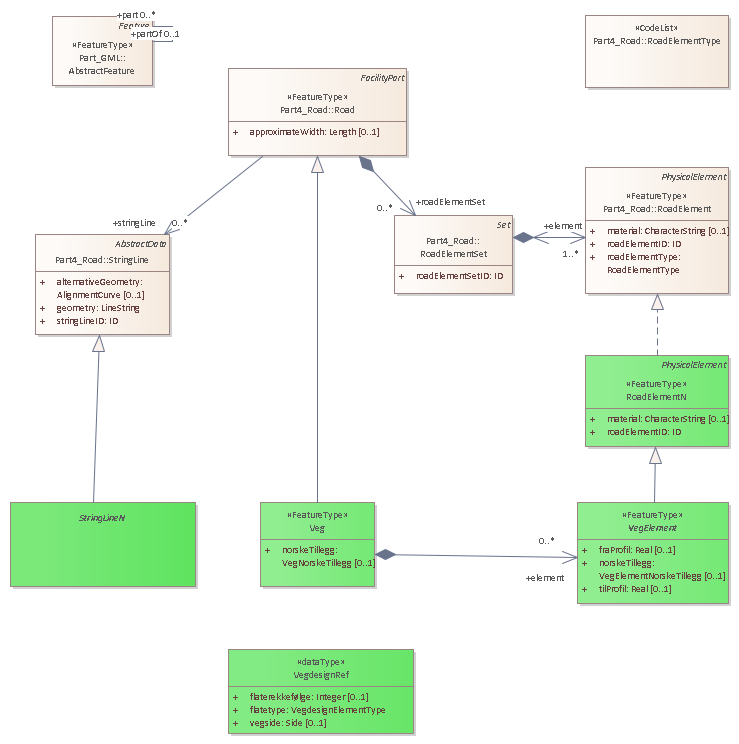 +part 0..*
Feature
+partOf 0..1
«FeatureType»
Part_GML::
AbstractFeature
«CodeList»
Part4_Road::RoadElementType
FacilityPart
«FeatureType»
Part4_Road::Road
+ approximateWidth: Length [0..1]
+stringLine
0..*
0..*
+roadElementSet
AbstractData
Part4_Road::StringLine
+ alternativeGeometry:
AlignmentCurve [0..1]
+ geometry: LineString
+ stringLineID: ID
Set
Part4_Road::
RoadElementSet
+ roadElementSetID: ID
+element
1..*
PhysicalElement
«FeatureType»
Part4_Road::RoadElement
+ material: CharacterString [0..1]
+ roadElementID: ID
+ roadElementType:
RoadElementType
PhysicalElement
«FeatureType»
RoadElementN
+ material: CharacterString [0..1]
+ roadElementID: ID
StringLineN
«FeatureType»
Veg
+ norskeTillegg:
VegNorskeTillegg [0..1]
0..*
+element
«FeatureType»
VegElement
+ fraProfil: Real [0..1]
+ norskeTillegg:
VegElementNorskeTillegg [0..1]
+ tilProfil: Real [0..1]
«dataType»
VegdesignRef
+ flaterekkefølge: Integer [0..1]
+ flatetype: VegdesignElementType
+ vegside: Side [0..1]